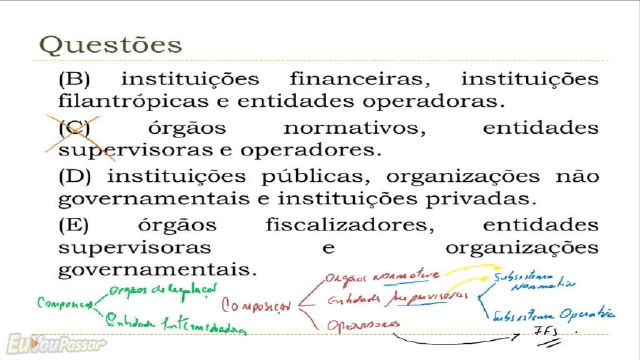 Questões
(B) instituições financeiras, instituições
filantrópicas e entidades operadoras.
(C) órgãos normativos, entidades
supervisoras e operadores.
(D) instituições públicas, organizações não
governamentais e instituições privadas.
(E) órgãos fiscalizadores, entidades
supervisoras e organizações
governamentais.
Órgãos de regulação
Entidade
Composição
Órgãos normativos
Entidade supervisoras
Operadores
Subsistema
Normativo
Subsistema Operativo
IFs
EuVouPassar